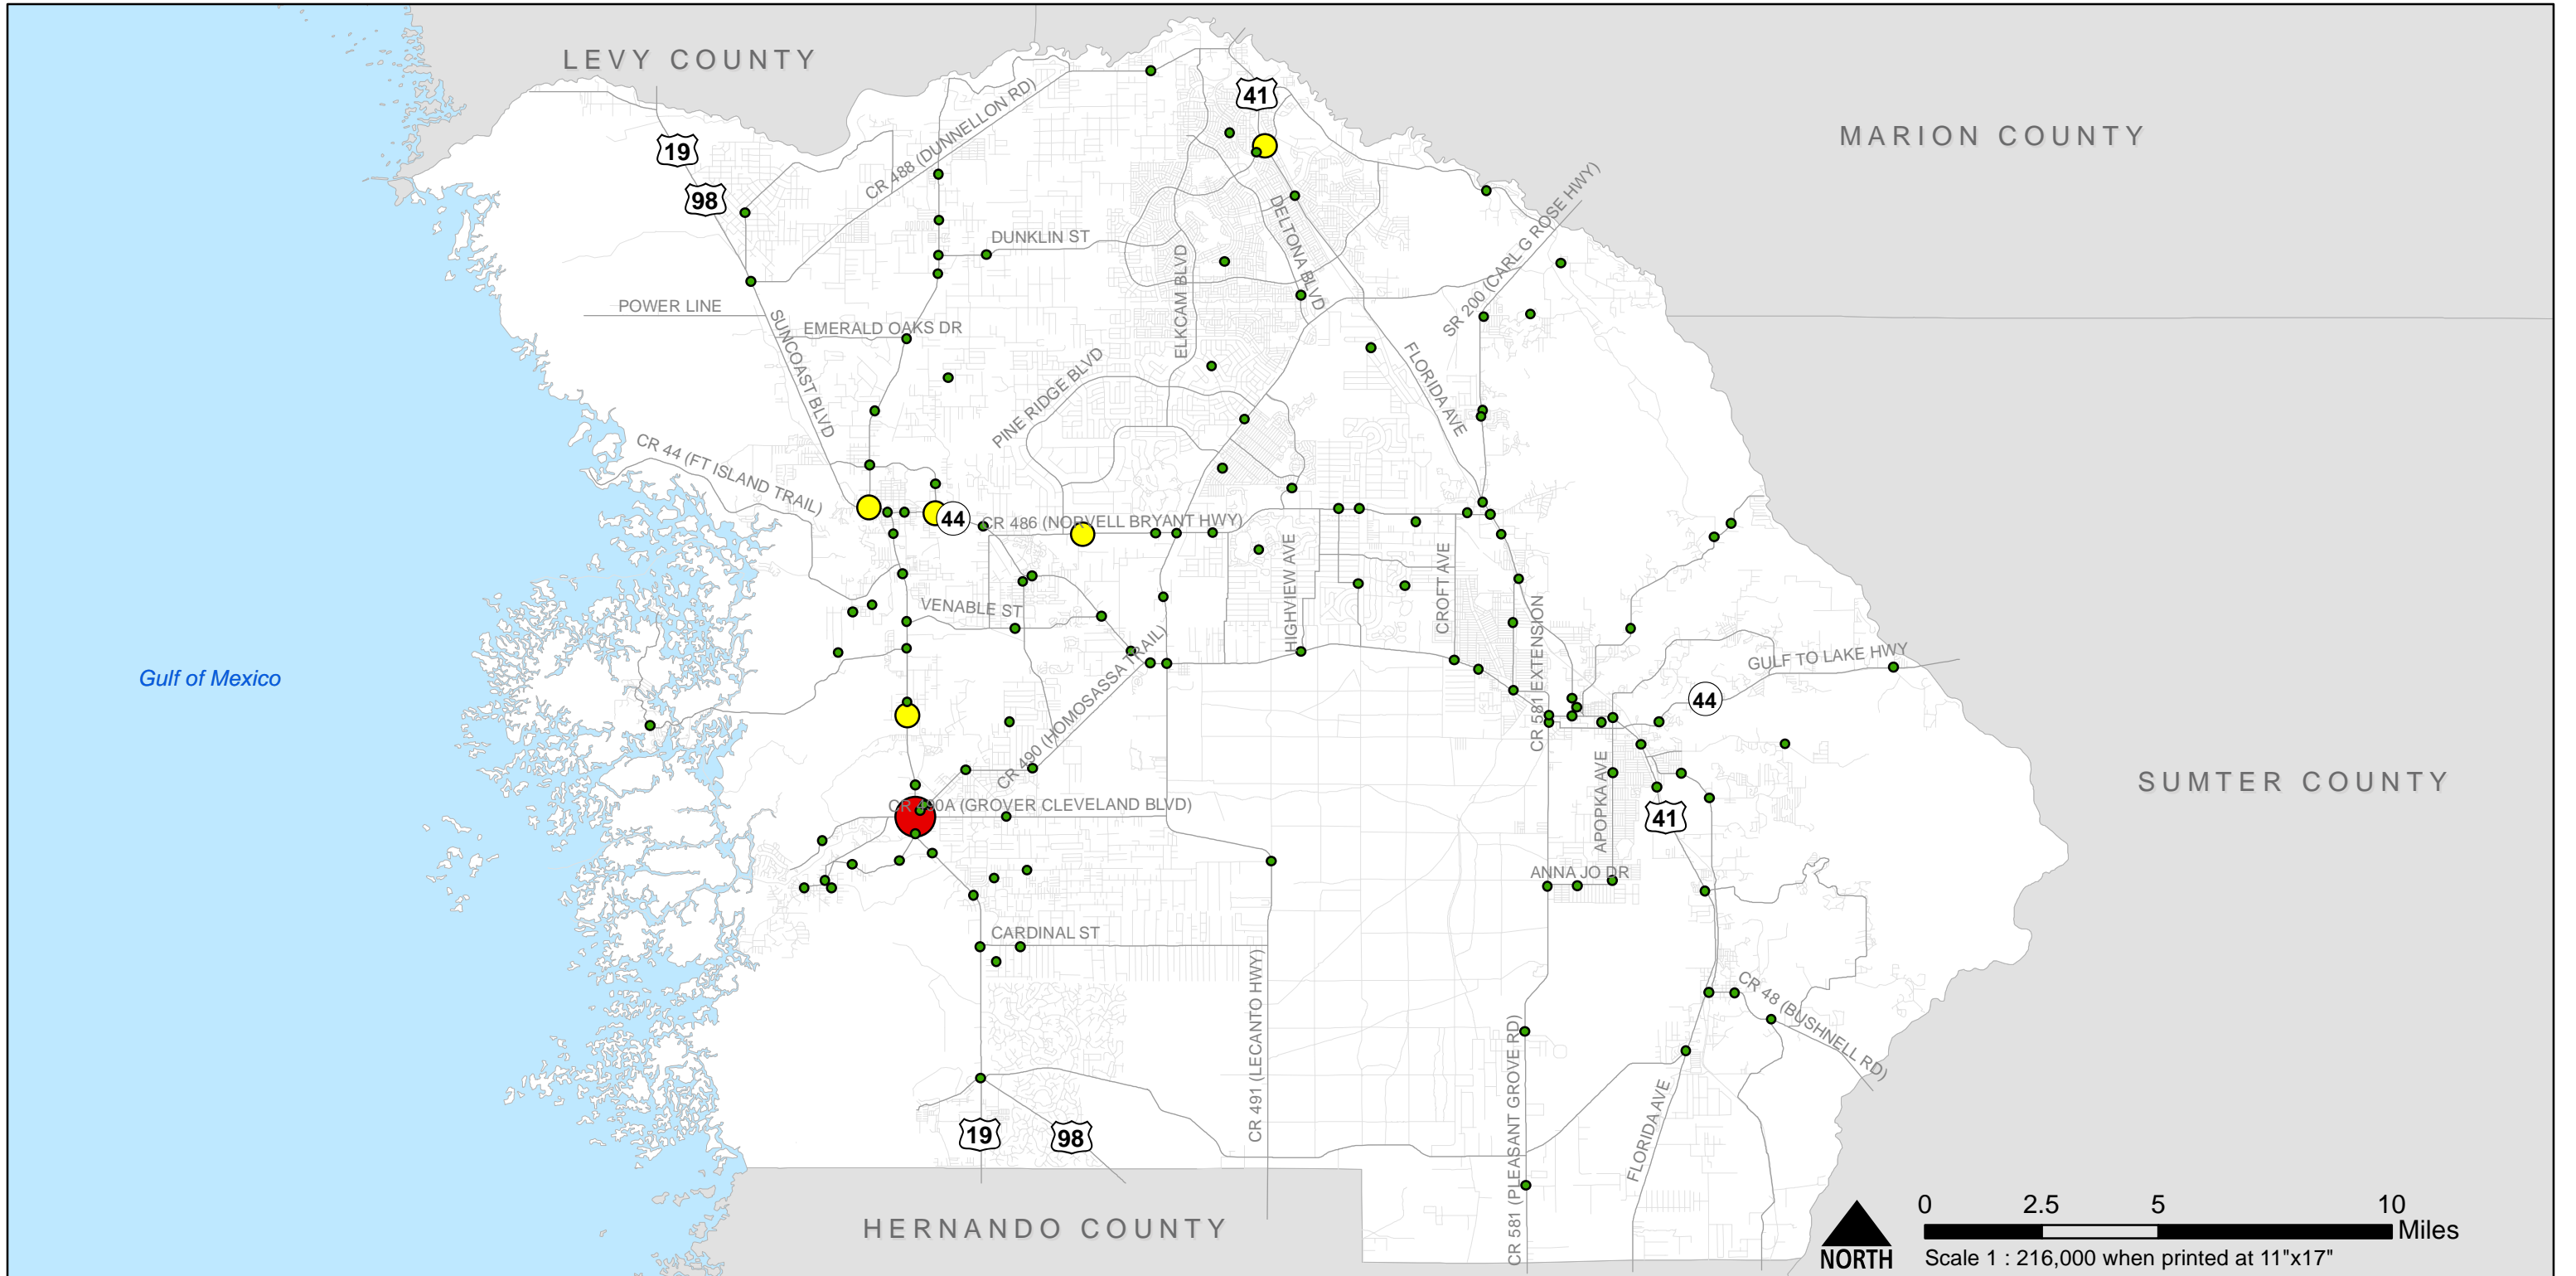 LEVY COUNTY
41
MARION COUNTY
19
98
CR 488 (DUNNELLON RD)
SR 200 (CARL G ROSE HWY)
DUNKLIN ST
DELTONA BLVD
ELKCAM BLVD
POWER LINE
EMERALD OAKS DR
SUNCOAST BLVD
PINE RIDGE BLVD
FLORIDA AVE
CR 44 (FT ISLAND TRAIL)
44
CR 486 (NORVELL BRYANT HWY)
HIGHVIEW AVE
CROFT AVE
VENABLE ST
CR 581 EXTENSION
GULF TO LAKE HWY
Gulf of Mexico
44
CR 490 (HOMOSASSA TRAIL)
SUMTER COUNTY
CR 490A (GROVER CLEVELAND BLVD)
APOPKA AVE
41
ANNA JO DR
CARDINAL ST
CR 491 (LECANTO HWY)
CR 48 (BUSHNELL RD)
CR 581 (PLEASANT GROVE RD)
FLORIDA AVE
19
98
HERNANDO COUNTY
0 2.5 5 10
Miles
NORTH
Scale 1 : 216,000 when printed at 11"x17"